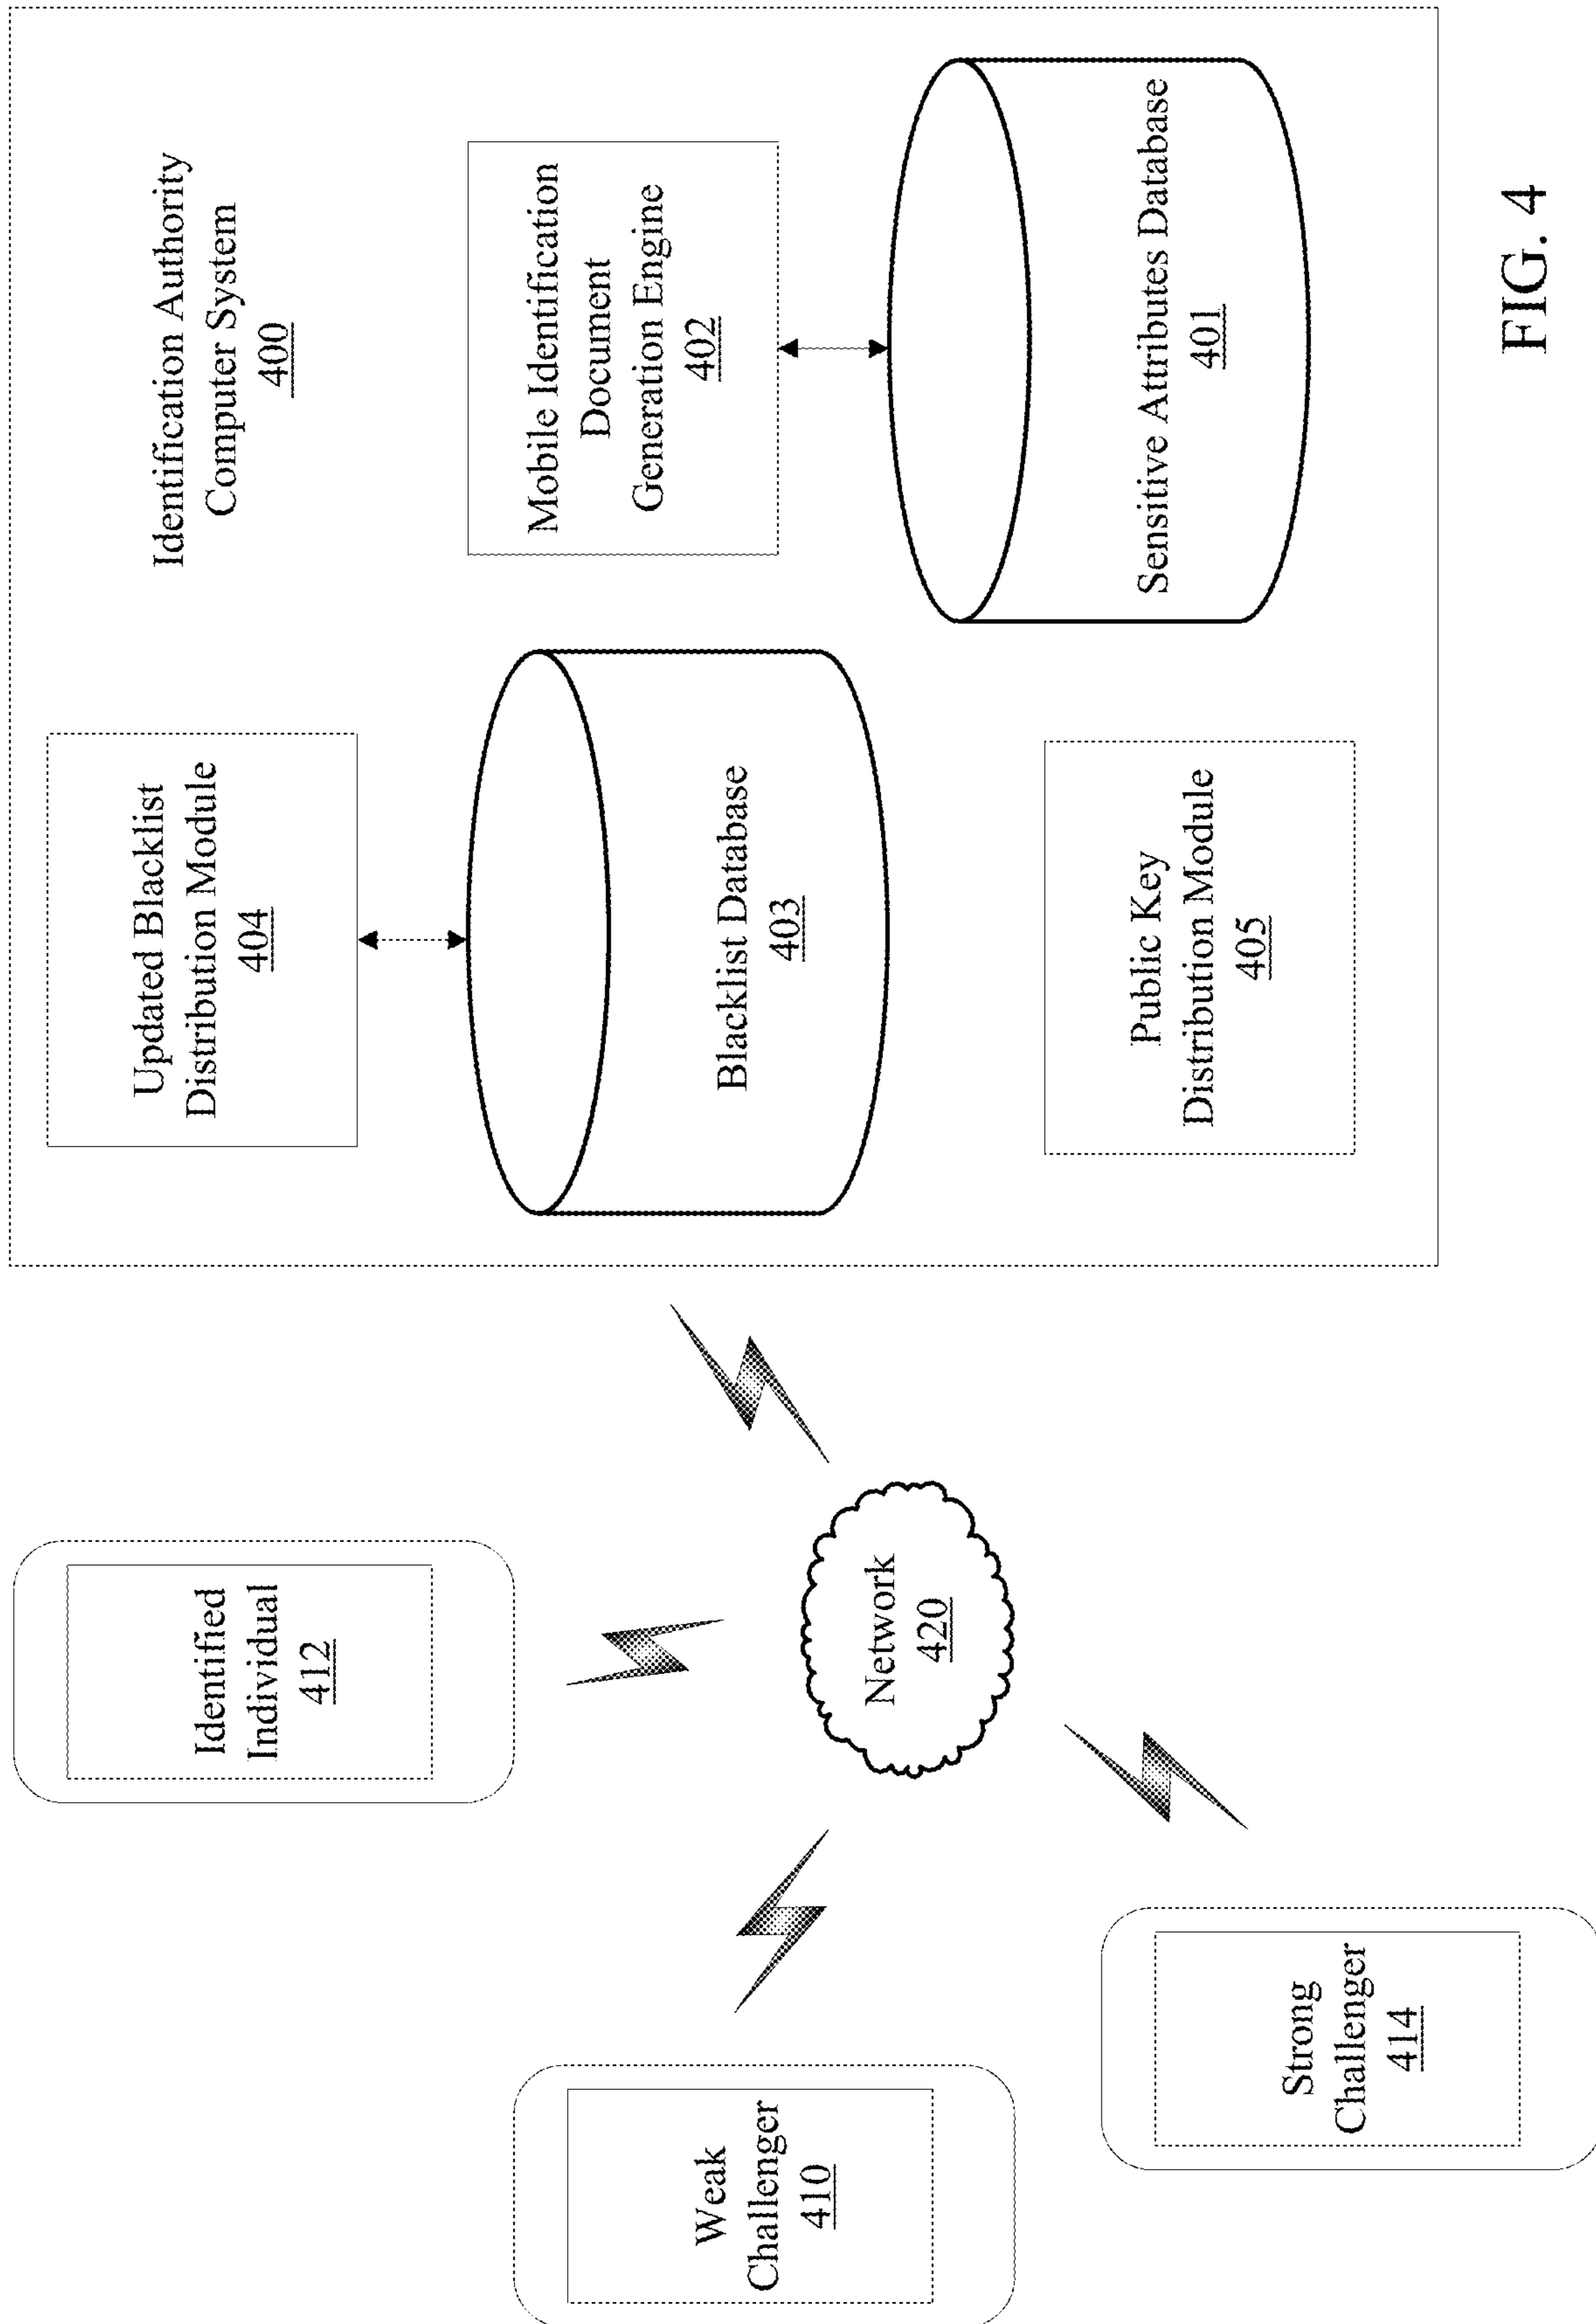 Identified
Individual
412
Weak
Challenger
410
Strong
Challenger
414
Network
420
Identification Authority
Computer System
400
Updated Blacklist
Distribution Module
404
Mobile Identification
Document
Generation Engine
402
Blacklist Database
403
Sensitive Attributes Database
401
Public Key
Distribution Module
405
FIG. 4